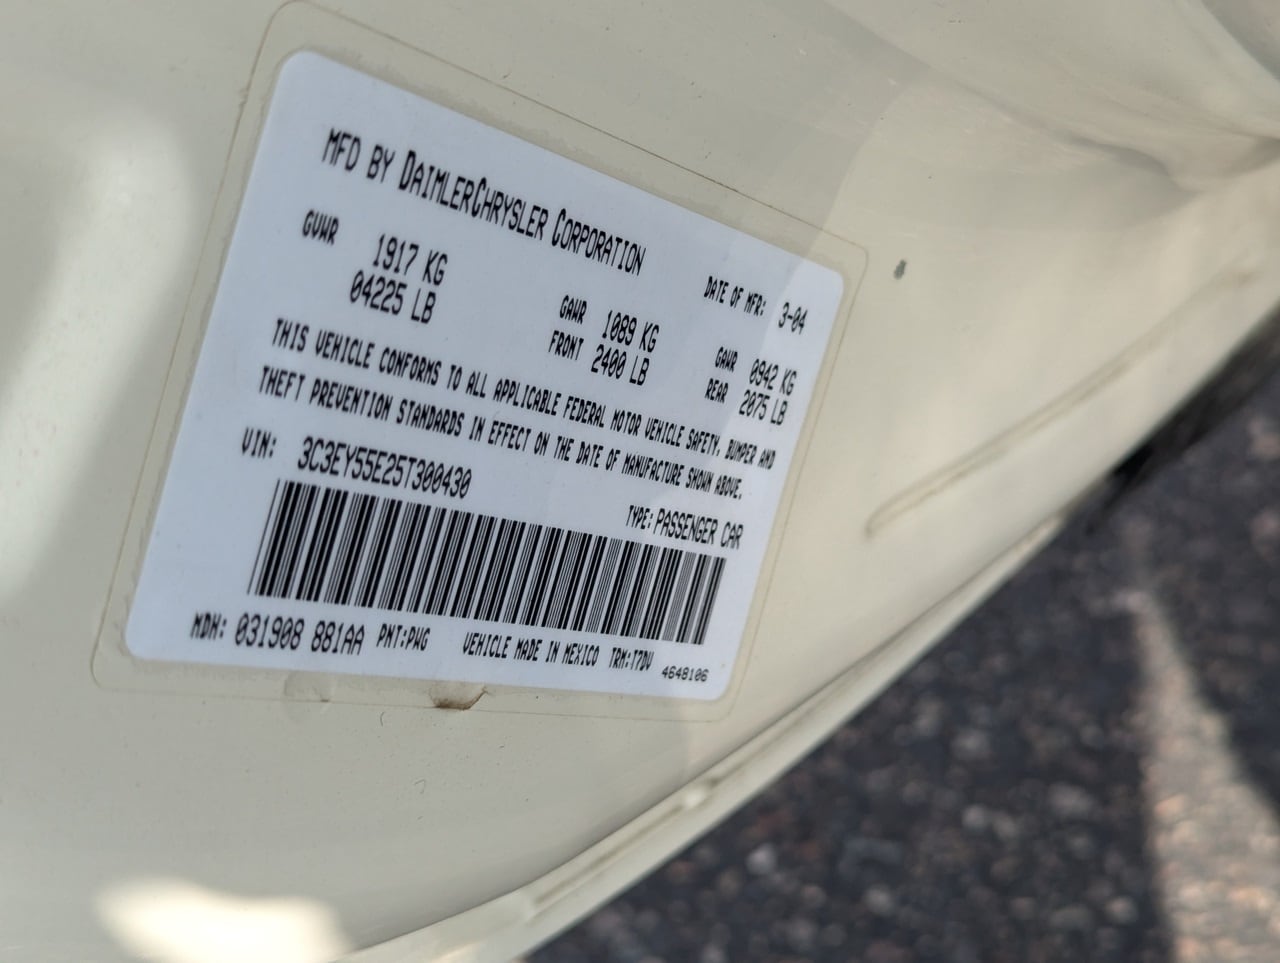 MFD BY DAIMLERCHRYSLER CORPORATION
DATE OF MFR: 3-04
GVWR 1917 KG
04225 LB
GAWR 1089 KG
FRONT 2400 LB
GAWR 0942 KG
REAR 2075 LB
THIS VEHICLE CONFORMS TO ALL APPLICABLE FEDERAL MOTOR VEHICLE SAFETY, BUMPER AND
THEFT PREVENTION STANDARDS IN EFFECT ON THE DATE OF MANUFACTURE SHOWN ABOVE.
VIN: 3C3EY55E25T300430
TYPE: PASSENGER CAR
MDH: 031908 881AA PNT:PWG VEHICLE MADE IN MEXICO TRM:T7DV 4648106